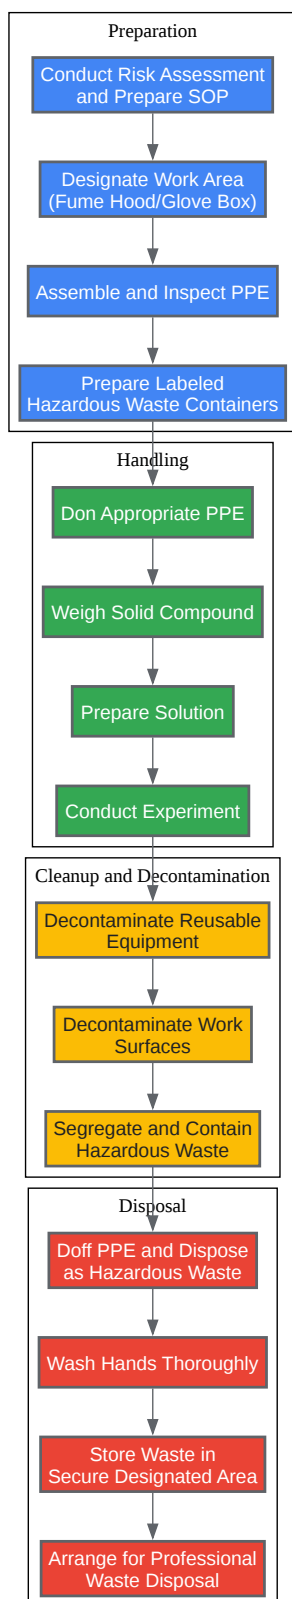 Preparation
Conduct Risk Assessment
and Prepare SOP
Designate Work Area
(Fume Hood/Glove Box)
Assemble and Inspect PPE
Prepare Labeled
Hazardous Waste Containers
Handling
Don Appropriate PPE
Weigh Solid Compound
Prepare Solution
Conduct Experiment
Cleanup and Decontamination
Decontaminate Reusable
Equipment
Decontaminate Work
Surfaces
Segregate and Contain
Hazardous Waste
Disposal
Doff PPE and Dispose
as Hazardous Waste
Wash Hands Thoroughly
Store Waste in
Secure Designated Area
Arrange for Professional
Waste Disposal